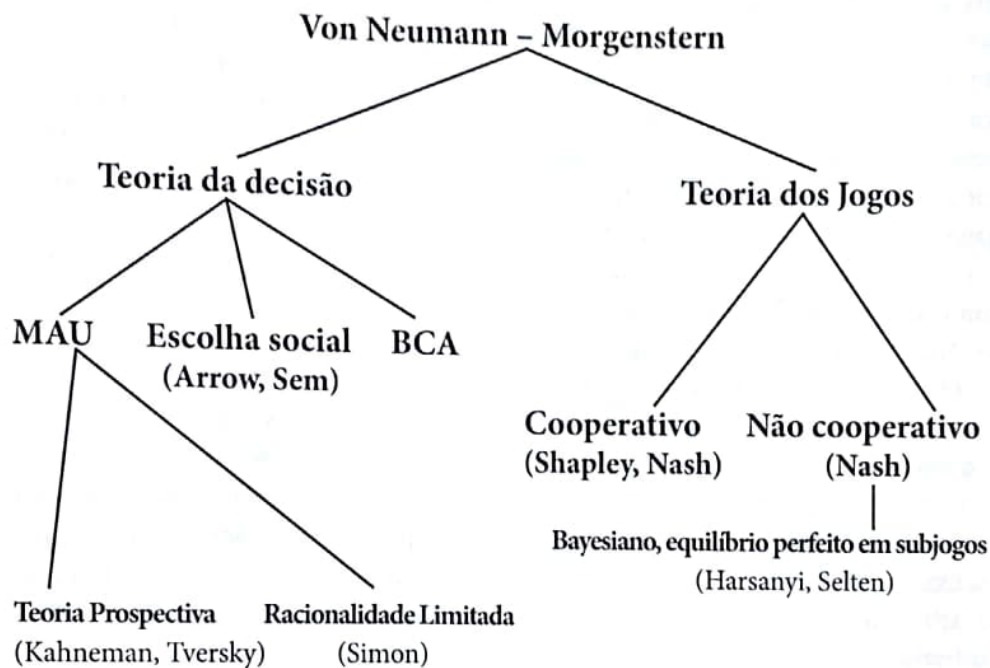 Von Neumann – Morgenstern
Teoria da decisão
Teoria dos Jogos
MAU
Escolha social
(Arrow, Sem)
BCA
Cooperativo
(Shapley, Nash)
Não cooperativo
(Nash)
Bayesiano, equilíbrio perfeito em subjogos
(Harsanyi, Selten)
Teoria Prospectiva
(Kahneman, Tversky)
Racionalidade Limitada
(Simon)